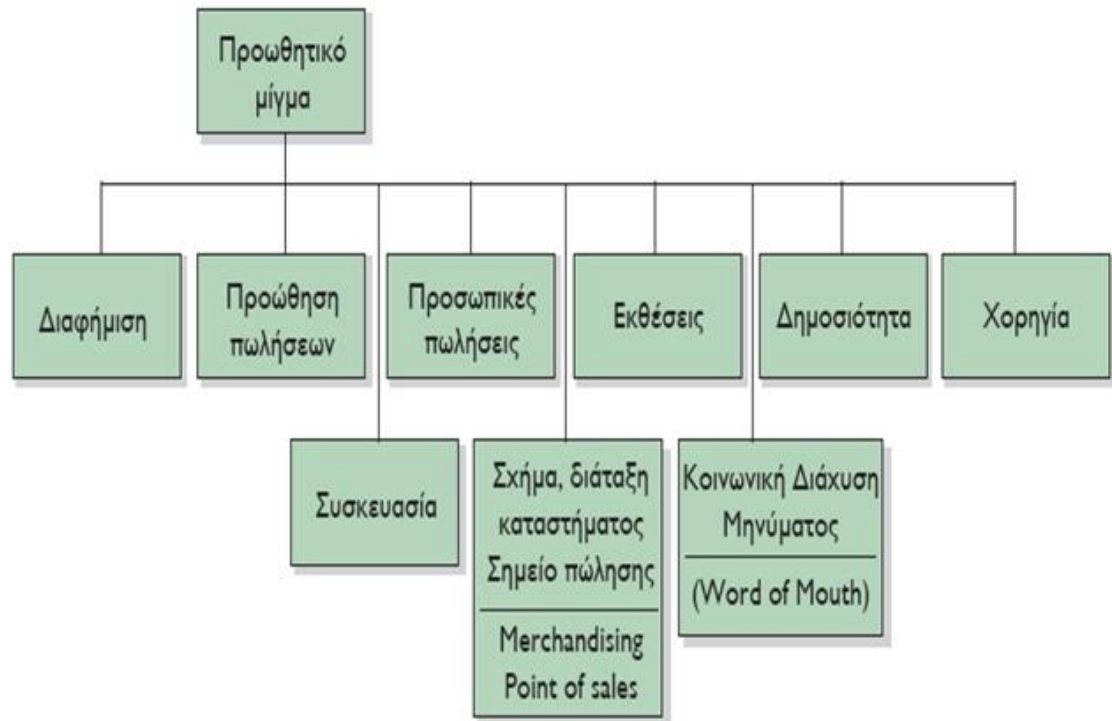 Προωθητικό
μίγμα
Διαφήμιση
Προώθηση
πωλήσεων
Προσωπικές
πωλήσεις
Εκθέσεις
Δημοσιότητα
Χορηγία
Συσκευασία
Σχήμα, διάταξη
καταστήματος
Σημείο πώλησης
Merchandising
Point of sales
Κοινωνική Διάχυση
Μηνύματος
(Word of Mouth)